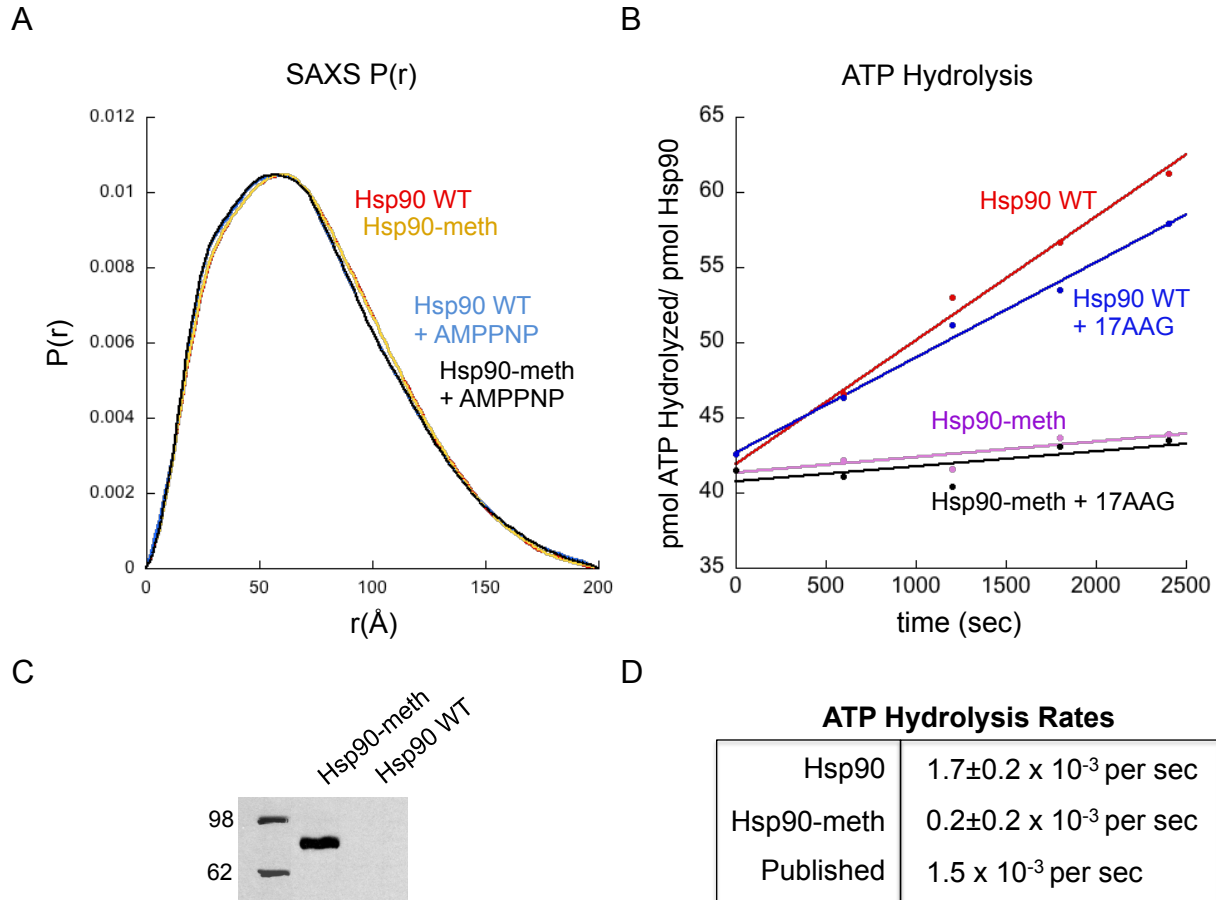 A
SAXS P(r)
0.012
0.01
0.008
0.006
0.004
0.002
0
P(r)
0
50
100
150
200
r(Å)
Hsp90 WT
Hsp90-meth
Hsp90 WT
+ AMPPNP
Hsp90-meth
+ AMPPNP
B
ATP Hydrolysis
65
60
55
50
45
40
35
pmol ATP Hydrolyzed/ pmol Hsp90
0
500
1000
1500
2000
2500
time (sec)
Hsp90 WT
Hsp90 WT
+ 17AAG
Hsp90-meth
Hsp90-meth + 17AAG
C
Hsp90-meth
Hsp90 WT
98
62
D
ATP Hydrolysis Rates
Hsp90 1.7±0.2 x 10⁻³ per sec
Hsp90-meth 0.2±0.2 x 10⁻³ per sec
Published 1.5 x 10⁻³ per sec